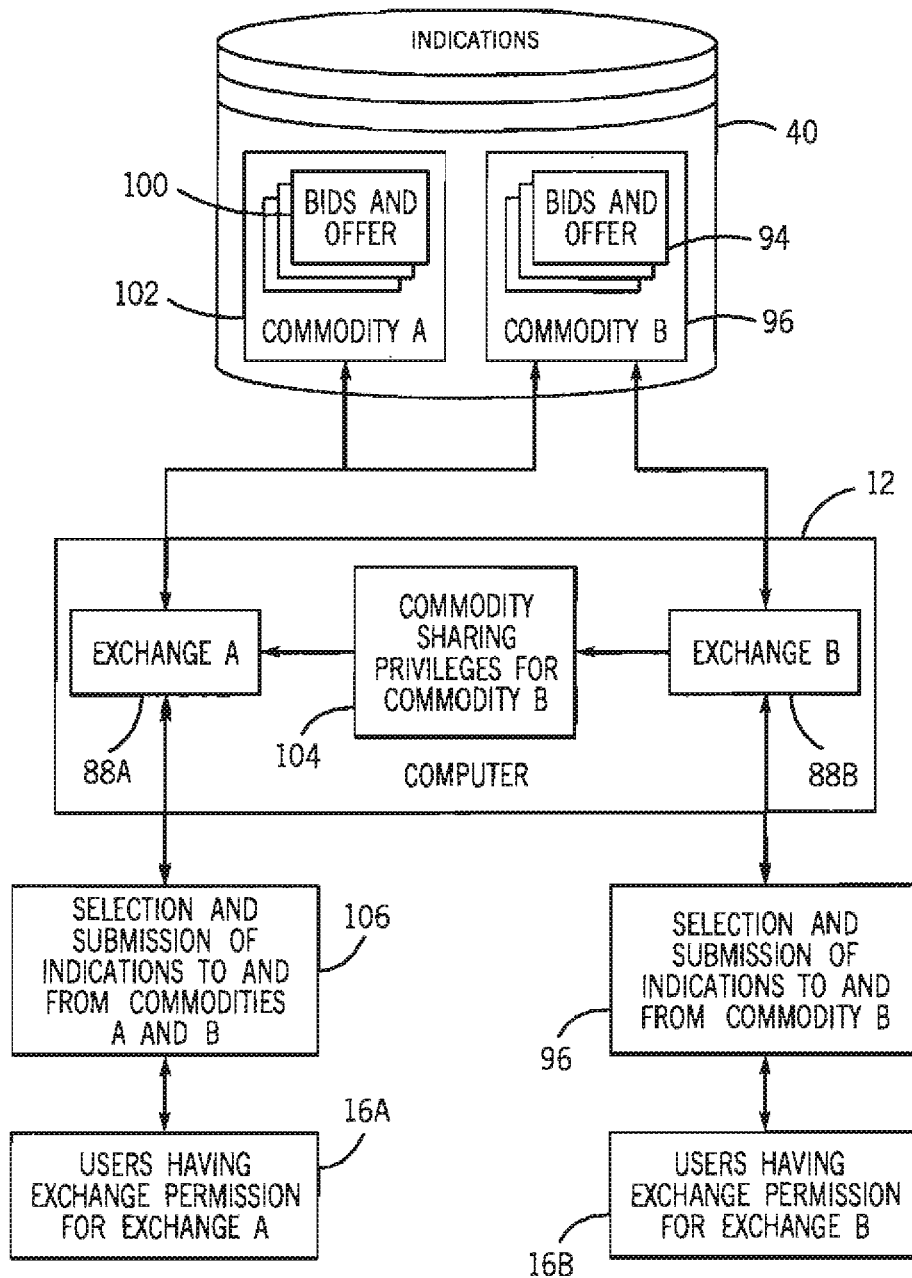 INDICATIONS
40
100
BIDS AND
OFFER
BIDS AND
OFFER
94
102
COMMODITY A
COMMODITY B
96
12
EXCHANGE A
COMMODITY
SHARING
PRIVILEGES FOR
COMMODITY B
EXCHANGE B
88A
104
COMPUTER
88B
SELECTION AND
SUBMISSION OF
INDICATIONS TO AND
FROM COMMODITIES
A AND B
106
SELECTION AND
SUBMISSION OF
INDICATIONS TO AND
FROM COMMODITY B
96
16A
USERS HAVING
EXCHANGE PERMISSION
FOR EXCHANGE A
USERS HAVING
EXCHANGE PERMISSION
FOR EXCHANGE B
16B